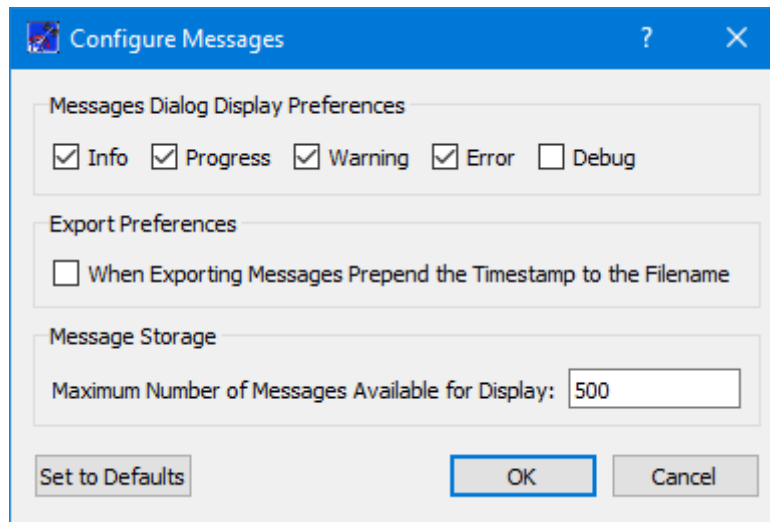 Configure Messages ?
Messages Dialog Display Preferences
Info Progress Warning Error Debug
Export Preferences
When Exporting Messages Prepend the Timestamp to the Filename
Message Storage
Maximum Number of Messages Available for Display: 500
Set to Defaults OK Cancel